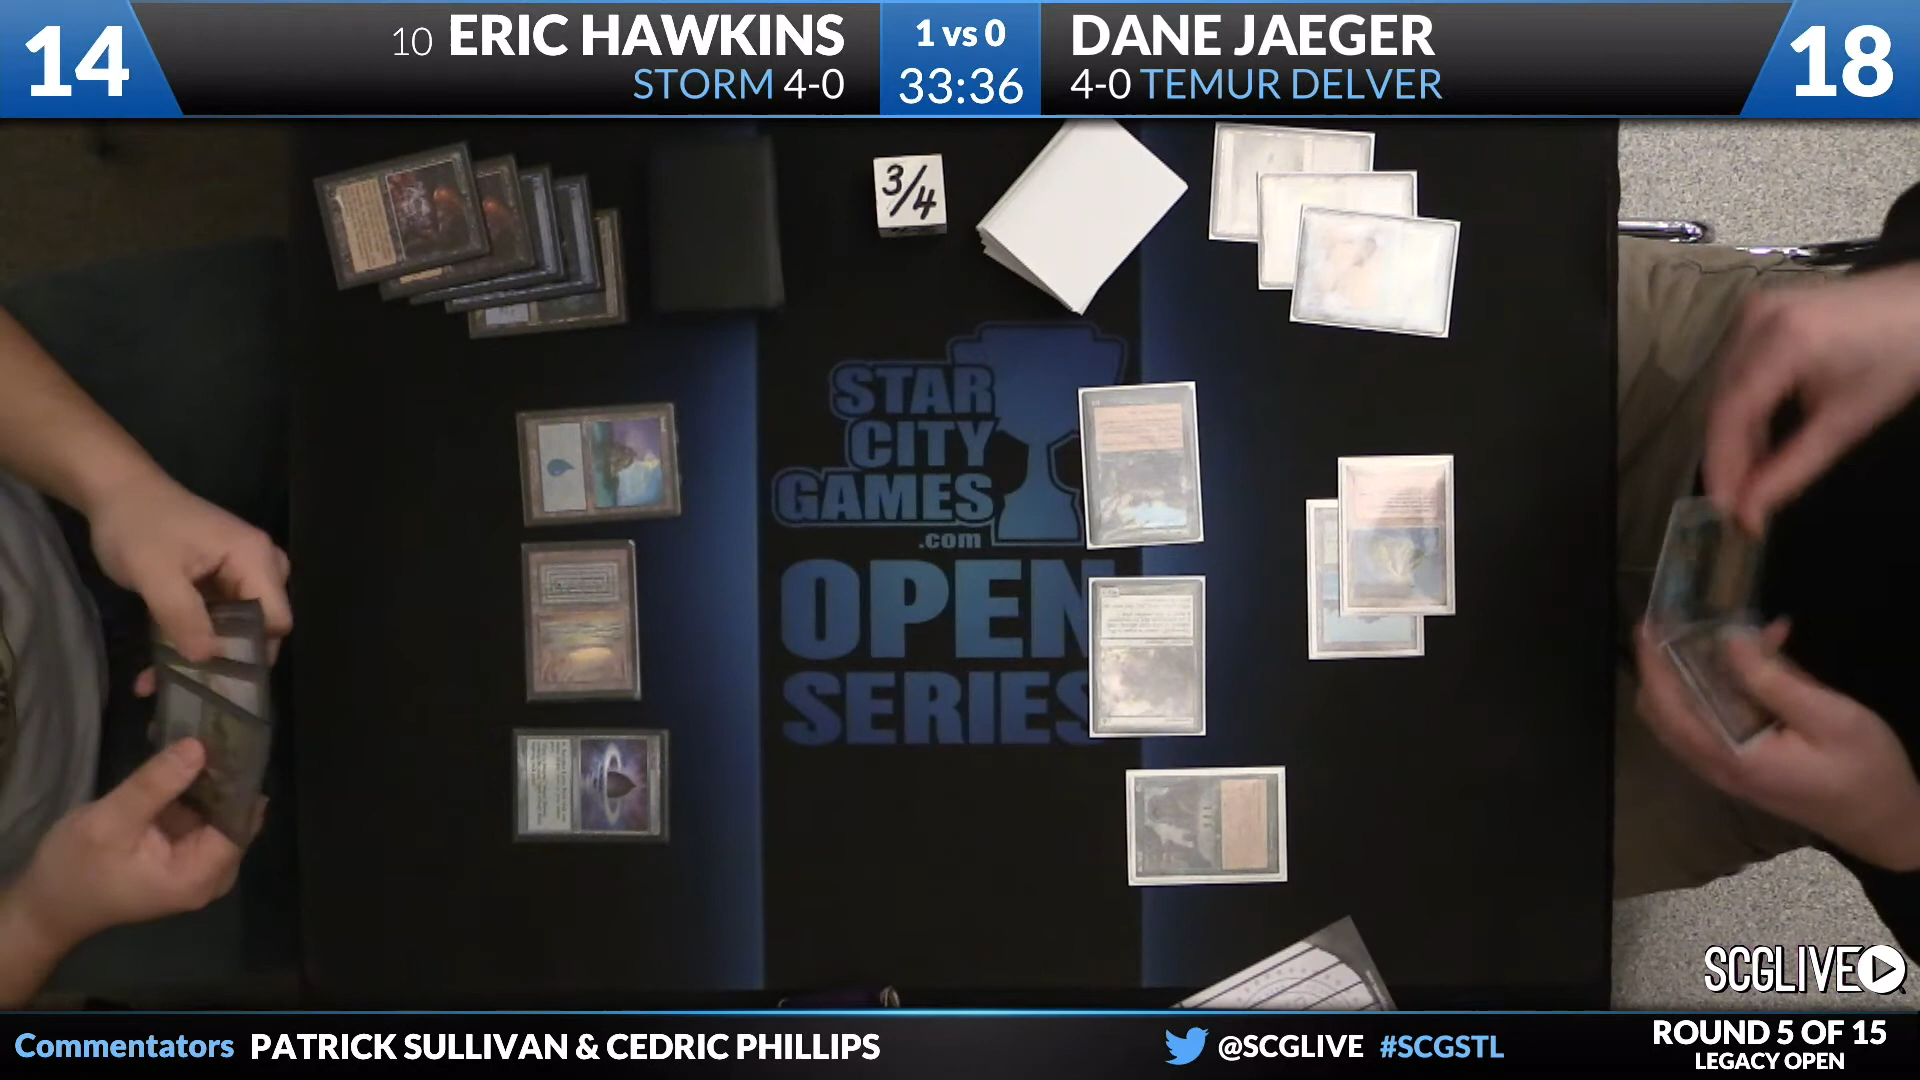 14
10 ERIC HAWKINS
STORM 4-0
1 vs 0
33:36
DANE JAEGER
4-0 TEMUR DELVER
18
3/4
STAR
CITY
GAMES
.com
OPEN
SERIES
SCGLIVE
Commentators PATRICK SULLIVAN & CEDRIC PHILLIPS
@SCGLIVE #SCGSTL
ROUND 5 OF 15
LEGACY OPEN